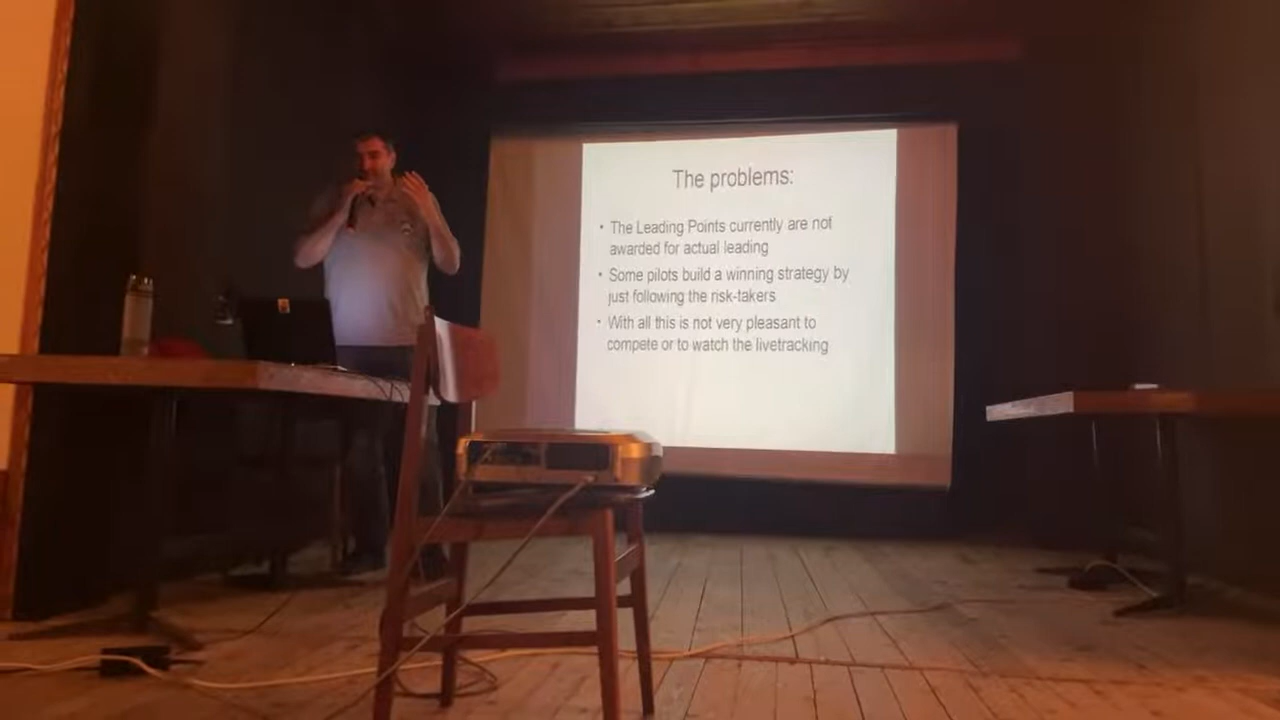 The problems:
• The Leading Points currently are not
awarded for actual leading
• Some pilots build a winning strategy by
just following the risk-takers
• With all this is not very pleasant to
compete or to watch the livetracking